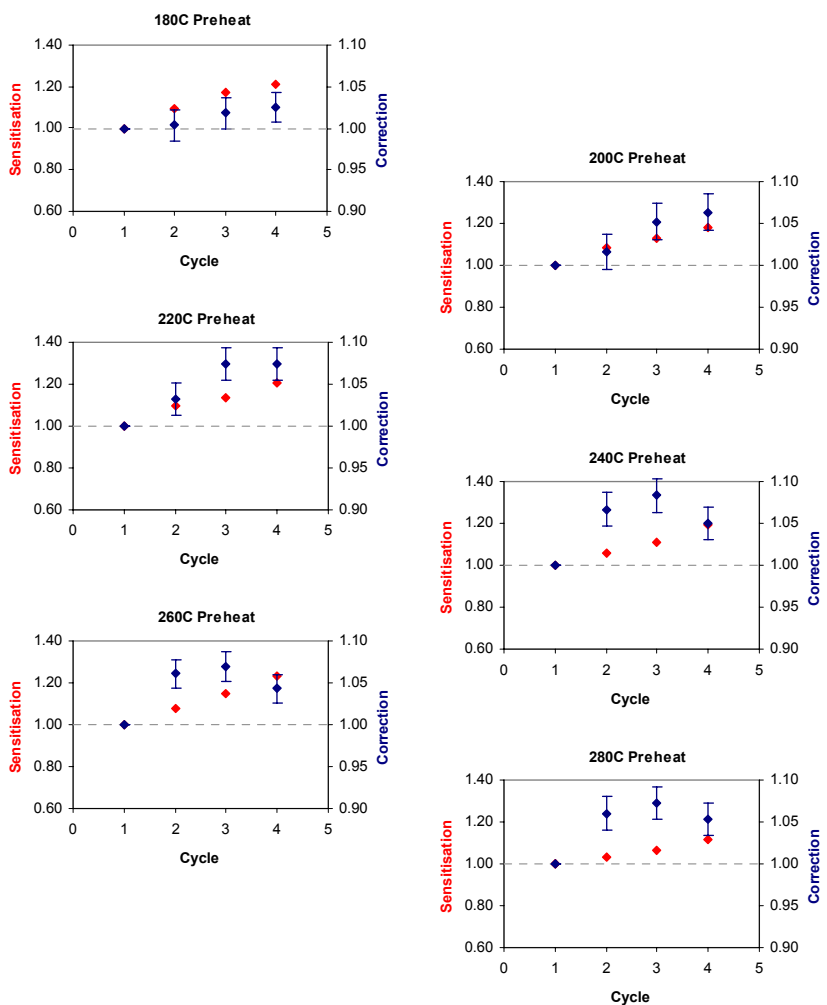 180C Preheat
1.40 1.10
1.20 1.05
1.00 1.00
0.80 0.95
0.60 0.90
0 1 2 3 4 5
Cycle
Sensitisation
Correction
200C Preheat
1.40 1.10
1.20 1.05
1.00 1.00
0.80 0.95
0.60 0.90
0 1 2 3 4 5
Cycle
Sensitisation
Correction
220C Preheat
1.40 1.10
1.20 1.05
1.00 1.00
0.80 0.95
0.60 0.90
0 1 2 3 4 5
Cycle
Sensitisation
Correction
240C Preheat
1.40 1.10
1.20 1.05
1.00 1.00
0.80 0.95
0.60 0.90
0 1 2 3 4 5
Cycle
Sensitisation
Correction
260C Preheat
1.40 1.10
1.20 1.05
1.00 1.00
0.80 0.95
0.60 0.90
0 1 2 3 4 5
Cycle
Sensitisation
Correction
280C Preheat
1.40 1.10
1.20 1.05
1.00 1.00
0.80 0.95
0.60 0.90
0 1 2 3 4 5
Cycle
Sensitisation
Correction